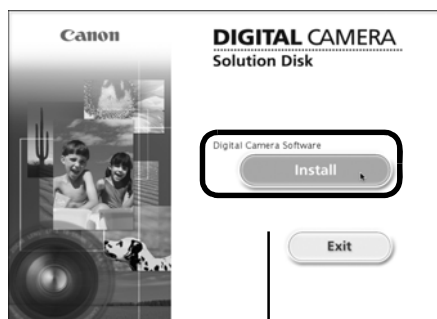 Canon
DIGITAL CAMERA
Solution Disk
Digital Camera Software
Install
Exit